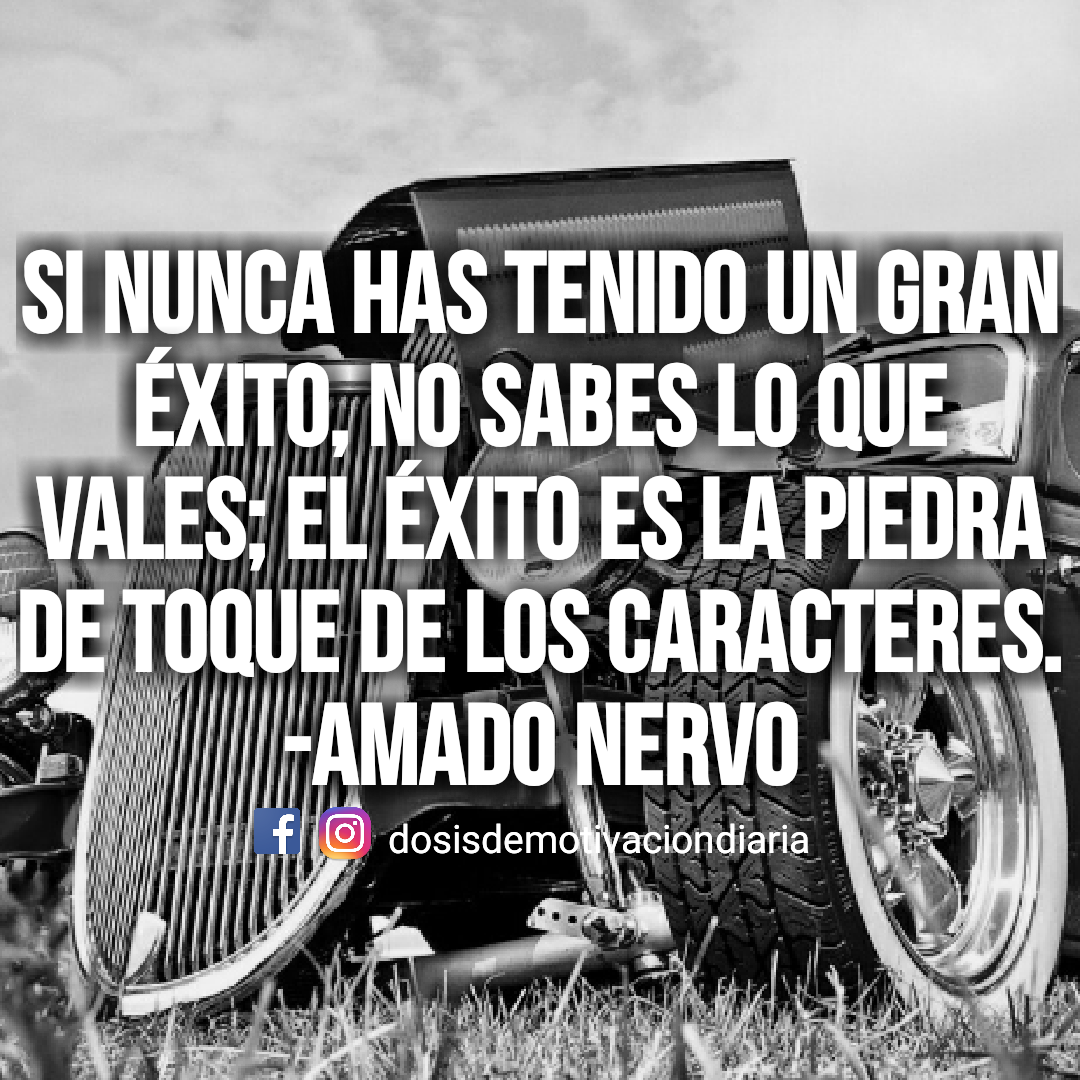 SI NUNCA HAS TENIDO UN GRAN
ÉXITO, NO SABES LO QUE
VALES; EL ÉXITO ES LA PIEDRA
DE TOQUE DE LOS CARACTERES.
-AMADO NERVO
dosisdemotivaciondiaria